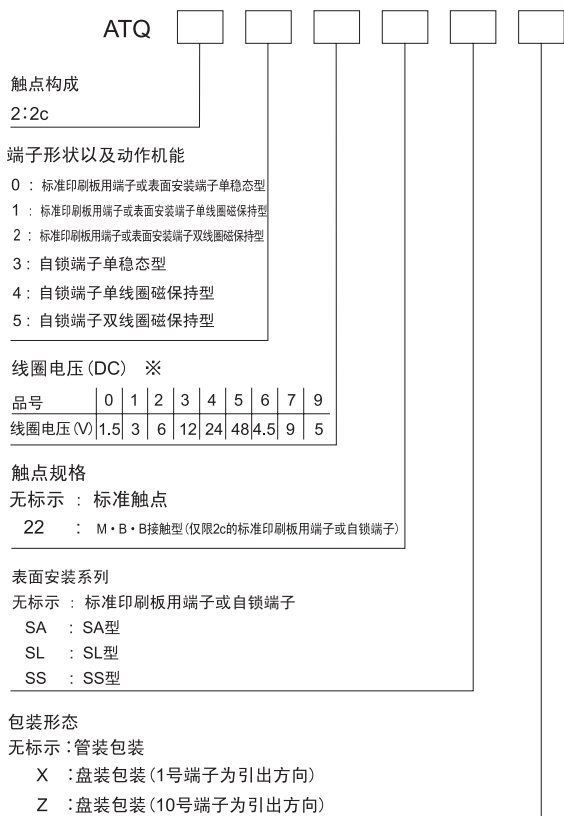 ATQ
触点构成
2:2c
端子形状以及动作机能
0 : 标准印刷板用端子或表面安装端子单稳态型
1 : 标准印刷板用端子或表面安装端子单线圈磁保持型
2 : 标准印刷板用端子或表面安装端子双线圈磁保持型
3 : 自锁端子单稳态型
4 : 自锁端子单线圈磁保持型
5 : 自锁端子双线圈磁保持型
线圈电压(DC) ※
品号 0 1 2 3 4 5 6 7 9
线圈电压(V) 1.5 3 6 12 24 48 4.5 9 5
触点规格
无标示 : 标准触点
22 : M・B・B接触型(仅限2c的标准印刷板用端子或自锁端子)
表面安装系列
无标示 : 标准印刷板用端子或自锁端子
SA : SA型
SL : SL型
SS : SS型
包装形态
无标示:管装包装
X :盘装包装(1号端子为引出方向)
Z :盘装包装(10号端子为引出方向)